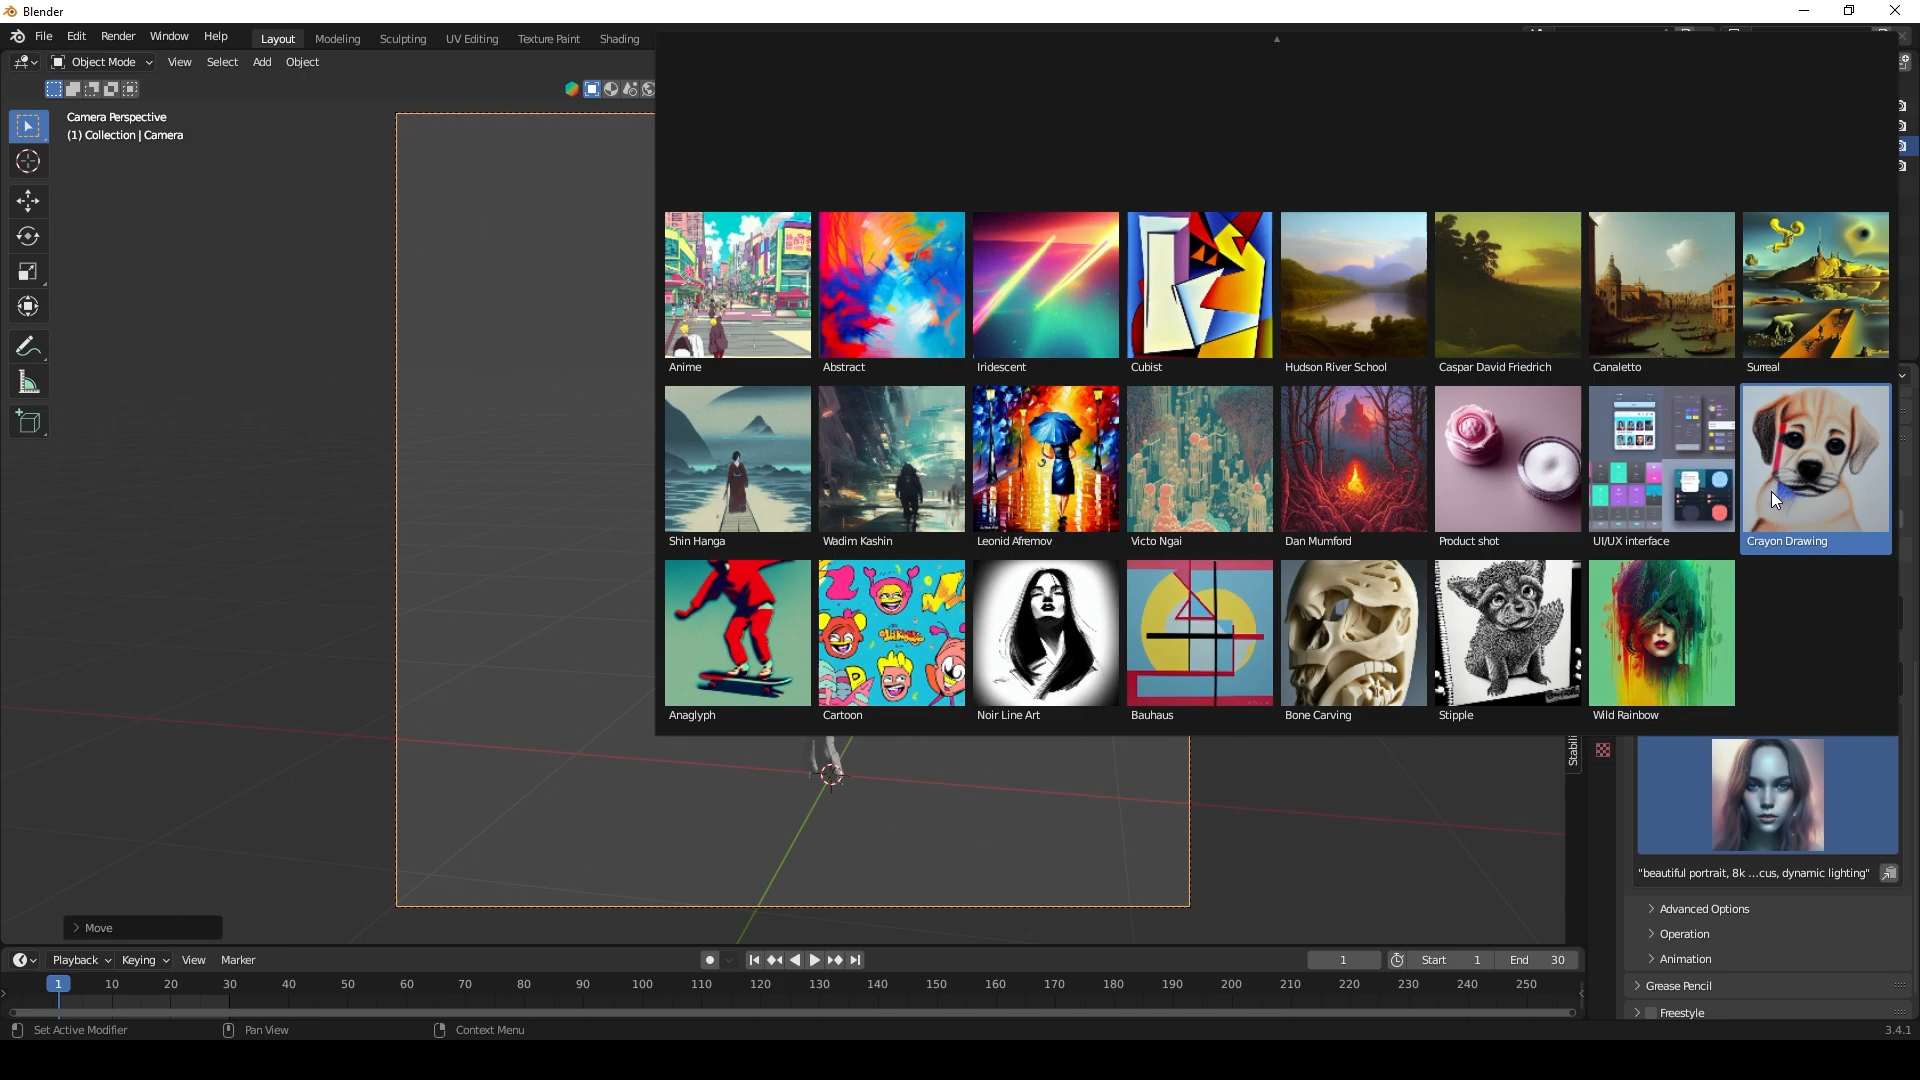 Blender
File Edit Render Window Help Layout Modeling Sculpting UV Editing Texture Paint Shading
Object Mode View Select Add Object
Camera Perspective
(1) Collection | Camera
Anime Abstract Iridescent Cubist Hudson River School Caspar David Friedrich Canaletto Surreal
Shin Hanga Wadim Kashin Leonid Afremov Victo Ngai Dan Mumford Product shot UI/UX interface Crayon Drawing
Anaglyph Cartoon Noir Line Art Bauhaus Bone Carving Stipple Wild Rainbow
Stabili
"beautiful portrait, 8k ...cus, dynamic lighting"
Advanced Options
Move
Operation
Playback Keying View Marker 1 Start 1 End 30
Animation
1 10 20 30 40 50 60 70 80 90 100 110 120 130 140 150 160 170 180 190 200 210 220 230 240 250
Grease Pencil
Freestyle
Set Active Modifier Pan View Context Menu 3.4.1